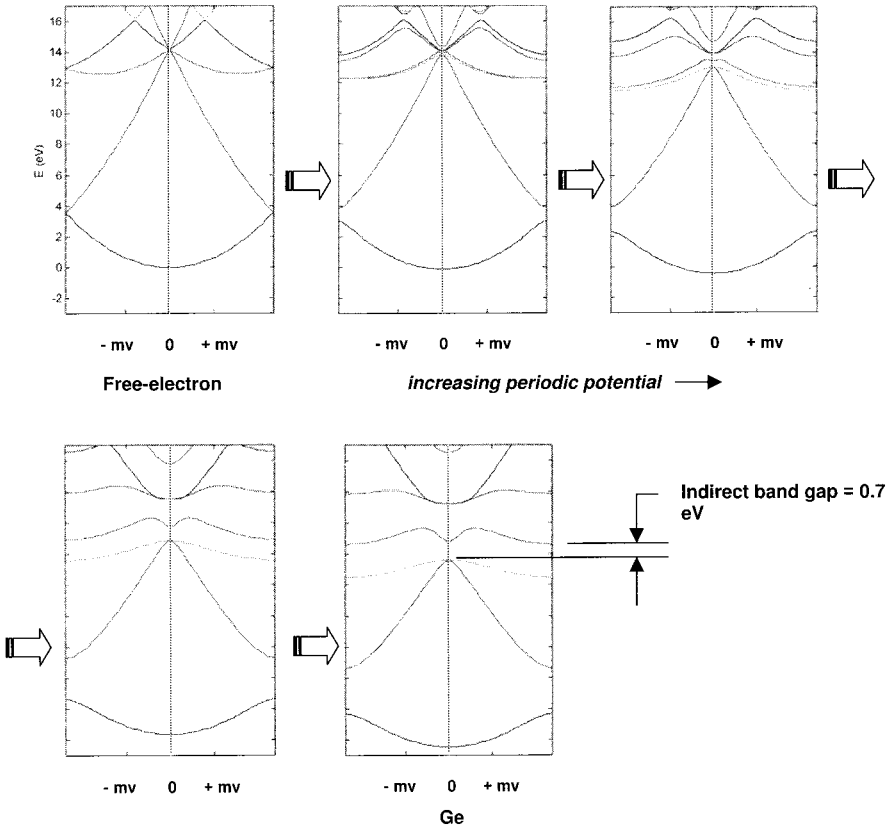 16
14
12
10
8
6
4
2
0
-2
E (eV)
- mv 0 + mv
- mv 0 + mv
- mv 0 + mv
Free-electron
increasing periodic potential
Indirect band gap = 0.7
eV
- mv 0 + mv
- mv 0 + mv
Ge